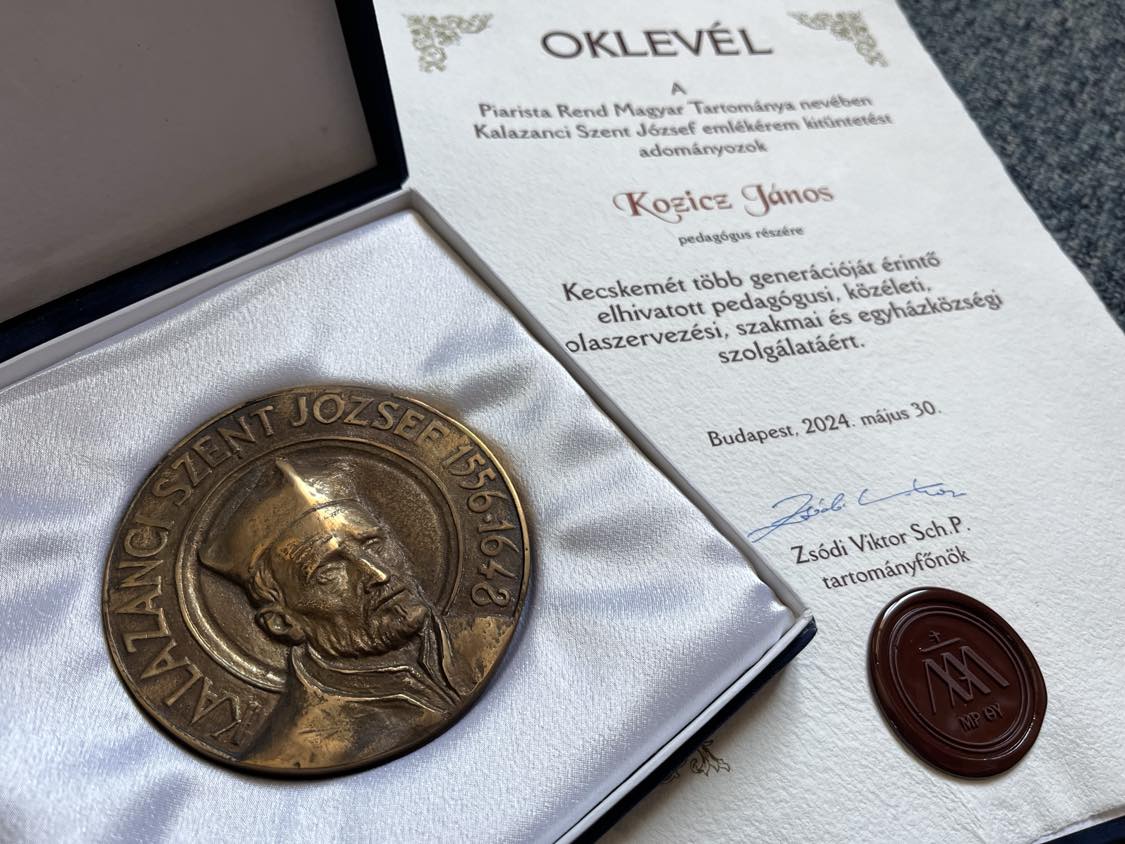 OKLEVÉL
A
Piarista Rend Magyar Tartománya nevében
Kalazanci Szent József emlékérem kitüntetést
adományozok
Kozicz János
pedagógus részére
Kecskemét több generációját érintő
elhivatott pedagógusi, közéleti,
olaszervezési, szakmai és egyházközségi
szolgálatáért.
Budapest, 2024. május 30.
Zsódi Viktor Sch.P.
tartományfőnök
KALAZANCI SZENT JÓZSEF 1556-1648